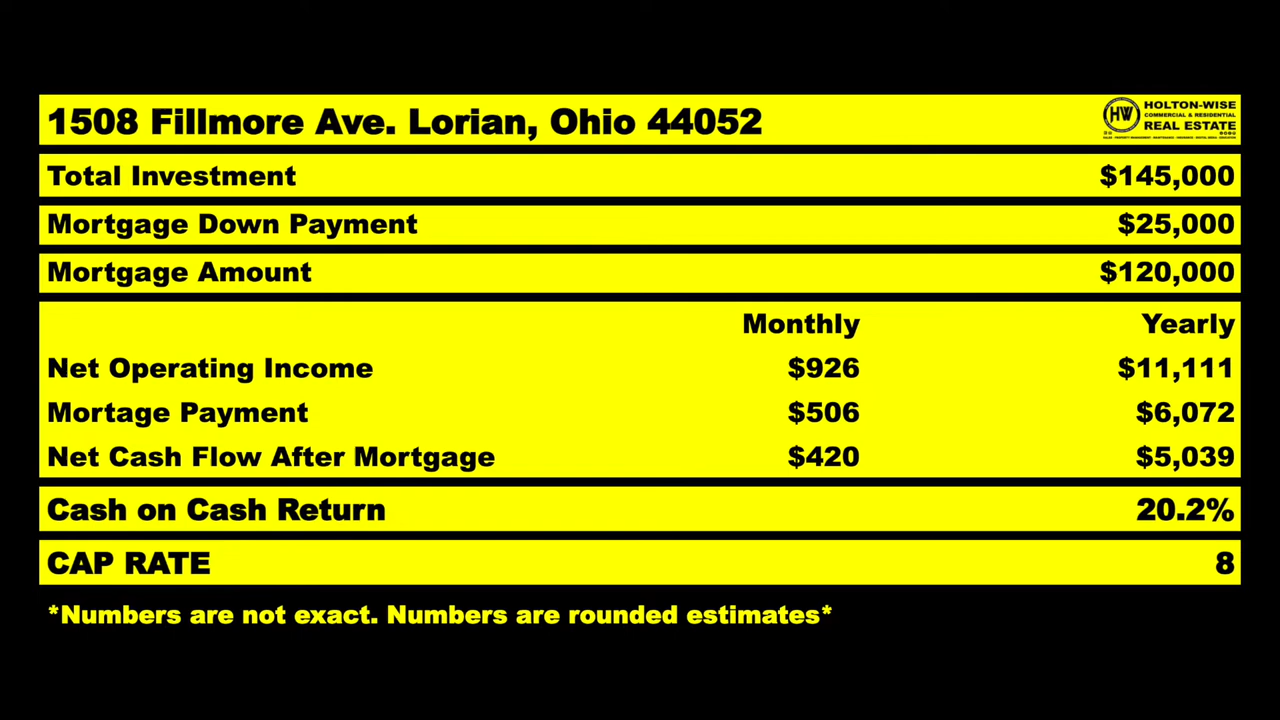 1508 Fillmore Ave. Lorian, Ohio 44052
HW
HOLTON-WISE
COMMERCIAL & RESIDENTIAL
REAL ESTATE
Total Investment $145,000
Mortgage Down Payment $25,000
Mortgage Amount $120,000
Monthly Yearly
Net Operating Income $926 $11,111
Mortage Payment $506 $6,072
Net Cash Flow After Mortgage $420 $5,039
Cash on Cash Return 20.2%
CAP RATE 8
*Numbers are not exact. Numbers are rounded estimates*